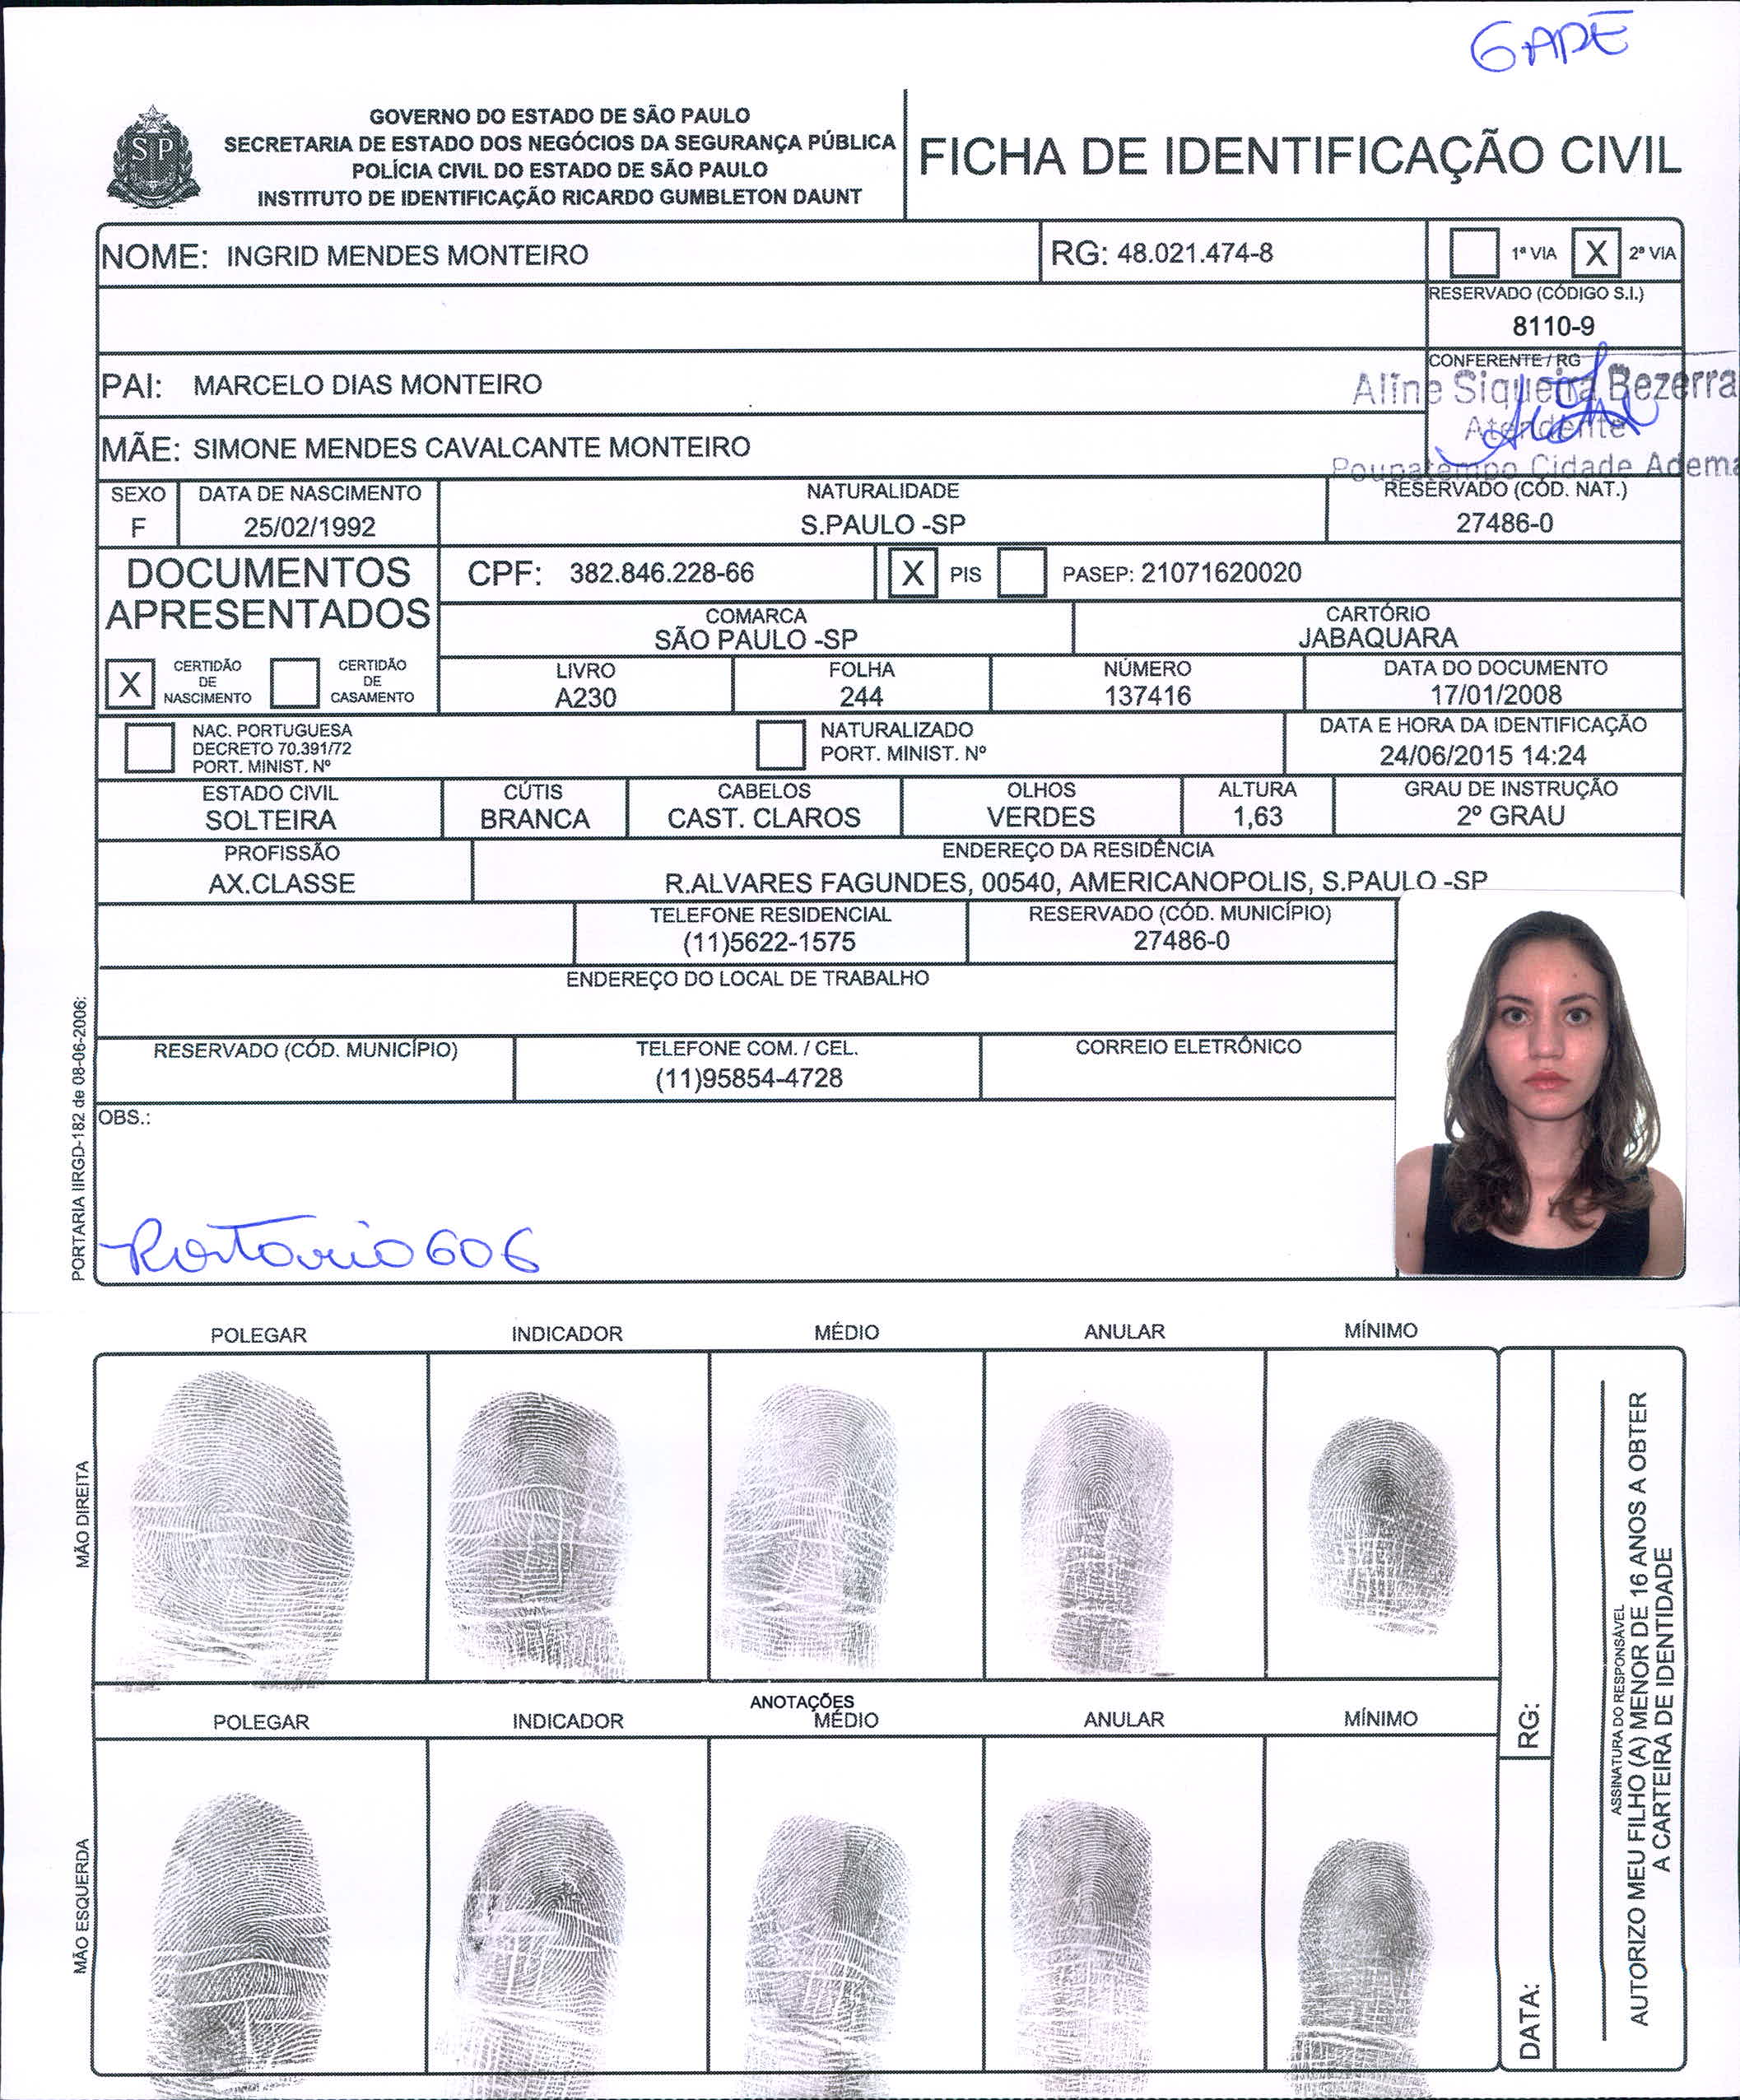 GAPE
GOVERNO DO ESTADO DE SÃO PAULO
SECRETARIA DE ESTADO DOS NEGÓCIOS DA SEGURANÇA PÚBLICA
POLÍCIA CIVIL DO ESTADO DE SÃO PAULO
INSTITUTO DE IDENTIFICAÇÃO RICARDO GUMBLETON DAUNT
SP
FICHA DE IDENTIFICAÇÃO CIVIL
NOME: INGRID MENDES MONTEIRO
RG: 48.021.474-8
1ª VIA X 2ª VIA
RESERVADO (CÓDIGO S.I.)
8110-9
PAI: MARCELO DIAS MONTEIRO
CONFERENTE / RG
Aline Siqueira Bezerra
Atendente
Poupatempo Cidade Adema
MÃE: SIMONE MENDES CAVALCANTE MONTEIRO
SEXO
F
DATA DE NASCIMENTO
25/02/1992
NATURALIDADE
S.PAULO -SP
RESERVADO (CÓD. NAT.)
27486-0
DOCUMENTOS
APRESENTADOS
CPF: 382.846.228-66
X PIS PASEP: 21071620020
COMARCA
SÃO PAULO -SP
CARTÓRIO
JABAQUARA
X CERTIDÃO
DE
NASCIMENTO
CERTIDÃO
DE
CASAMENTO
LIVRO
A230
FOLHA
244
NÚMERO
137416
DATA DO DOCUMENTO
17/01/2008
NAC. PORTUGUESA
DECRETO 70.391/72
PORT. MINIST. Nº
NATURALIZADO
PORT. MINIST. Nº
DATA E HORA DA IDENTIFICAÇÃO
24/06/2015 14:24
ESTADO CIVIL
SOLTEIRA
CÚTIS
BRANCA
CABELOS
CAST. CLAROS
OLHOS
VERDES
ALTURA
1,63
GRAU DE INSTRUÇÃO
2º GRAU
PROFISSÃO
AX.CLASSE
ENDEREÇO DA RESIDÊNCIA
R.ALVARES FAGUNDES, 00540, AMERICANOPOLIS, S.PAULO -SP
TELEFONE RESIDENCIAL
(11)5622-1575
RESERVADO (CÓD. MUNICÍPIO)
27486-0
ENDEREÇO DO LOCAL DE TRABALHO
RESERVADO (CÓD. MUNICÍPIO)
TELEFONE COM. / CEL.
(11)95854-4728
CORREIO ELETRÔNICO
OBS.:
606
PORTARIA IIRGD-182 de 08-06-2006:
POLEGAR INDICADOR MÉDIO ANULAR MÍNIMO
MÃO DIREITA
ANOTAÇÕES
POLEGAR INDICADOR MÉDIO ANULAR MÍNIMO
MÃO ESQUERDA
RG:
DATA:
ASSINATURA DO RESPONSÁVEL
AUTORIZO MEU FILHO (A) MENOR DE 16 ANOS A OBTER
A CARTEIRA DE IDENTIDADE